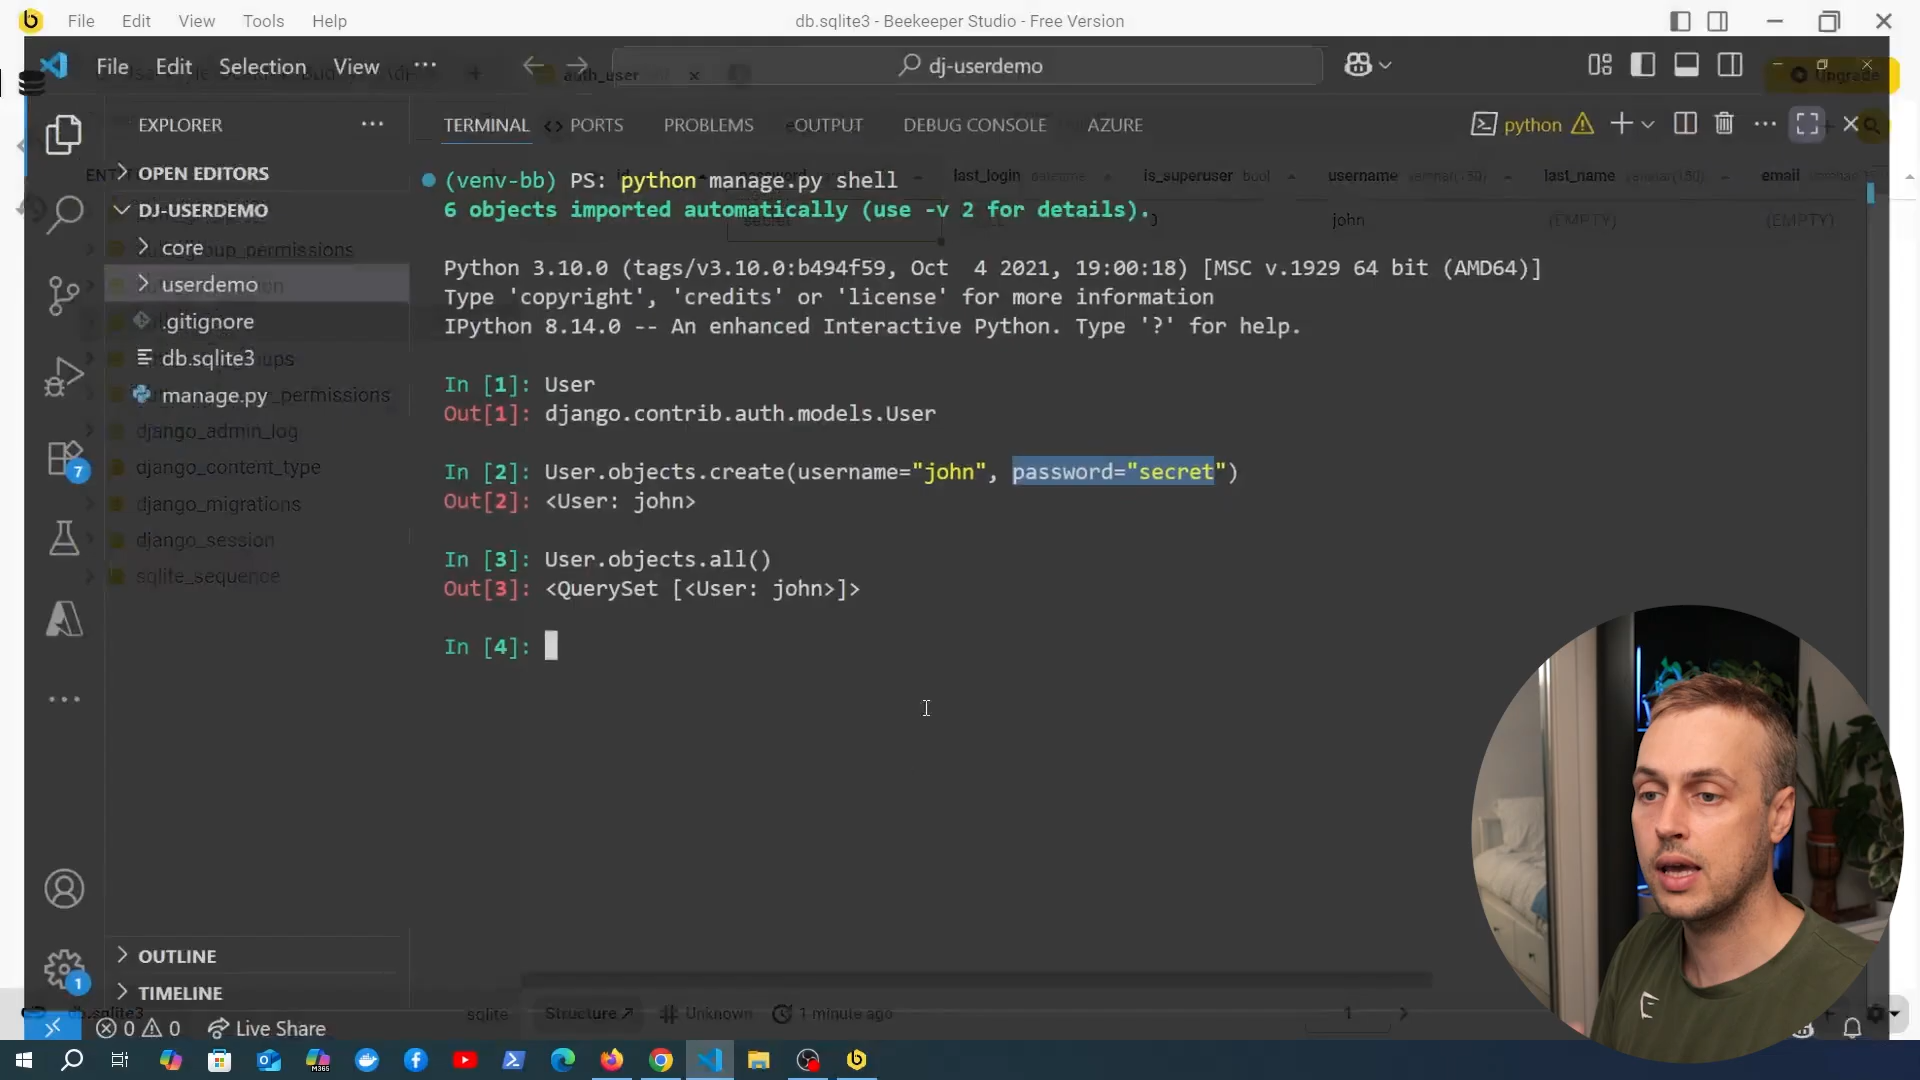 File Edit View Tools Help
db.sqlite3 - Beekeeper Studio - Free Version
File Edit Selection View ···
dj-userdemo
auth_user
Upgrade
EXPLORER ···
TERMINAL PORTS PROBLEMS OUTPUT DEBUG CONSOLE AZURE
python
OPEN EDITORS
DJ-USERDEMO
core
userdemo
.gitignore
db.sqlite3
manage.py
django_admin_log
django_content_type
django_migrations
django_session
sqlite_sequence
last_login is_superuser bool username last_name email
secret john (EMPTY) (EMPTY)
(venv-bb) PS: python manage.py shell
6 objects imported automatically (use -v 2 for details).
Python 3.10.0 (tags/v3.10.0:b494f59, Oct  4 2021, 19:00:18) [MSC v.1929 64 bit (AMD64)]
Type 'copyright', 'credits' or 'license' for more information
IPython 8.14.0 -- An enhanced Interactive Python. Type '?' for help.
In [1]: User
Out[1]: django.contrib.auth.models.User
In [2]: User.objects.create(username="john", password="secret")
Out[2]: <User: john>
In [3]: User.objects.all()
Out[3]: <QuerySet [<User: john>]>
In [4]:
7
OUTLINE
TIMELINE
1
db.sqlite3
sqlite Structure Unknown 1 minute ago 1
0 0 Live Share